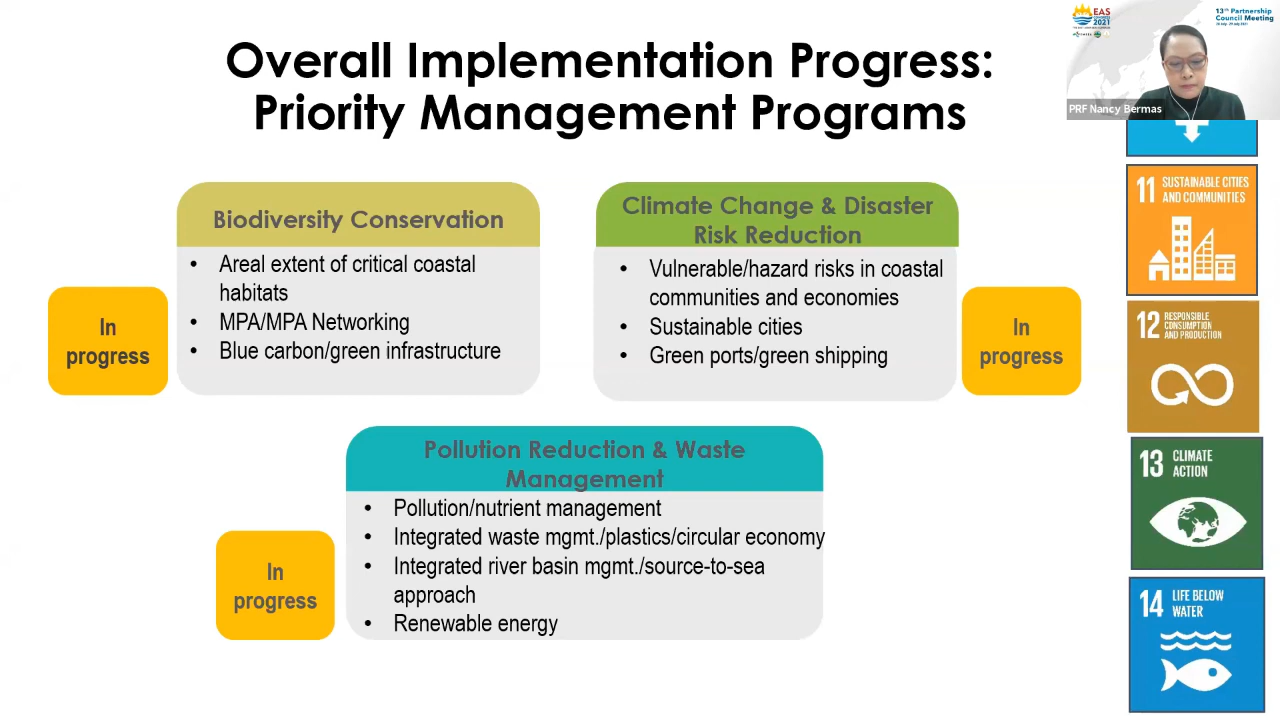 Overall Implementation Progress:
Priority Management Programs
EAS
CONGRESS
2021
13th Partnership
Council Meeting
PRF Nancy Bermas
Biodiversity Conservation
• Areal extent of critical coastal
habitats
• MPA/MPA Networking
• Blue carbon/green infrastructure
In
progress
Climate Change & Disaster
Risk Reduction
• Vulnerable/hazard risks in coastal
communities and economies
• Sustainable cities
• Green ports/green shipping
In
progress
Pollution Reduction & Waste
Management
• Pollution/nutrient management
• Integrated waste mgmt./plastics/circular economy
• Integrated river basin mgmt./source-to-sea
approach
• Renewable energy
In
progress
11 SUSTAINABLE CITIES
AND COMMUNITIES
12 RESPONSIBLE
CONSUMPTION
AND PRODUCTION
13 CLIMATE
ACTION
14 LIFE BELOW
WATER